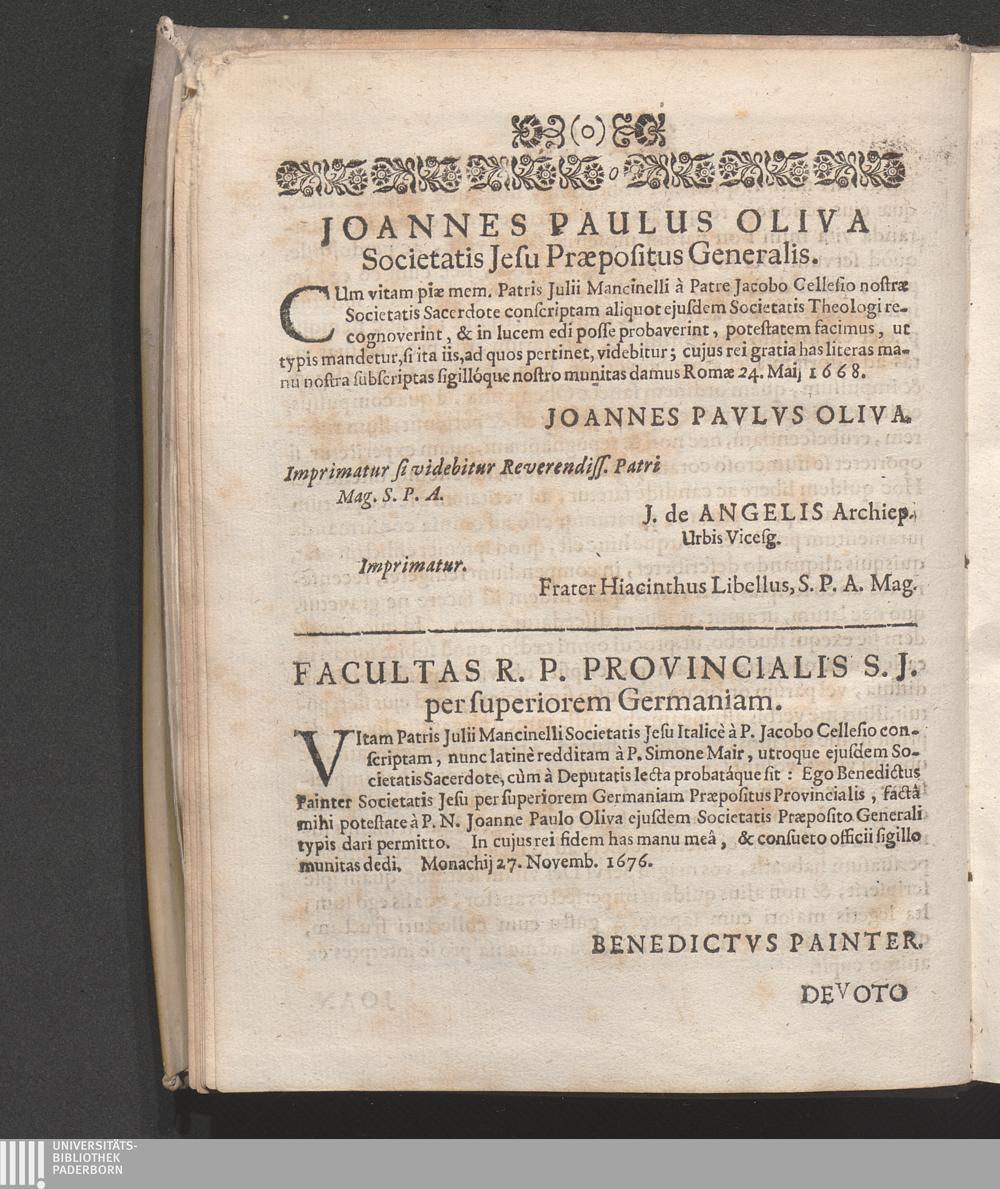 (o)
o
JOANNES PAULUS OLIVA
Societatis Jeſu Præpoſitus Generalis.
CUm vitam piæ mem. Patris Julii Mancinelli à Patre Jacobo Celleſio noſtræ
Societatis Sacerdote conſcriptam aliquot ejuſdem Societatis Theologi re-
cognoverint, & in lucem edi poſſe probaverint, poteſtatem facimus, ut
typis mandetur, ſi ita iis, ad quos pertinet, videbitur; cujus rei gratia has literas ma-
nu noſtra ſubſcriptas ſigillóque noſtro munitas damus Romæ 24. Maij 1668.
JOANNES PAVLVS OLIVA.
Imprimatur ſi videbitur Reverendiſſ. Patri
Mag. S. P. A.
J. de ANGELIS Archiep.
Urbis Viceſg.
Imprimatur.
Frater Hiacinthus Libellus, S. P. A. Mag.
FACULTAS R. P. PROVINCIALIS S. J.
per ſuperiorem Germaniam.
VItam Patris Julii Mancinelli Societatis Jeſu Italicè à P. Jacobo Celleſio con-
ſcriptam, nunc latinè redditam à P. Simone Mair, utroque ejuſdem So-
cietatis Sacerdote, cùm à Deputatis lecta probatáque ſit: Ego Benedictus
Painter Societatis Jeſu per ſuperiorem Germaniam Præpoſitus Provincialis, factâ
mihi poteſtate à P. N. Joanne Paulo Oliva ejuſdem Societatis Præpoſito Generali
typis dari permitto. In cujus rei fidem has manu meâ, & conſueto officii ſigillo
munitas dedi. Monachij 27. Novemb. 1676.
BENEDICTVS PAINTER.
DEVOTO
UNIVERSITÄTS-
BIBLIOTHEK
PADERBORN